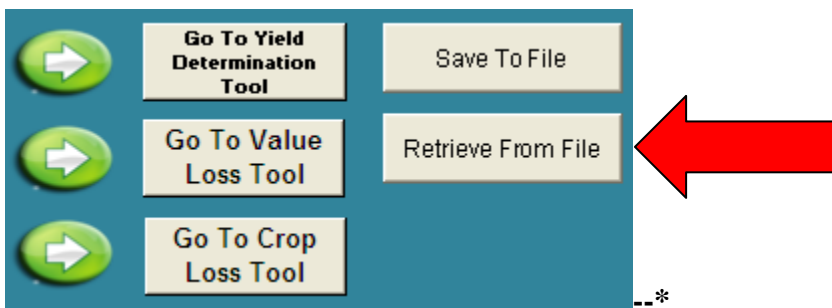 Go To Yield
Determination
Tool
Save To File
Go To Value
Loss Tool
Retrieve From File
Go To Crop
Loss Tool
--*